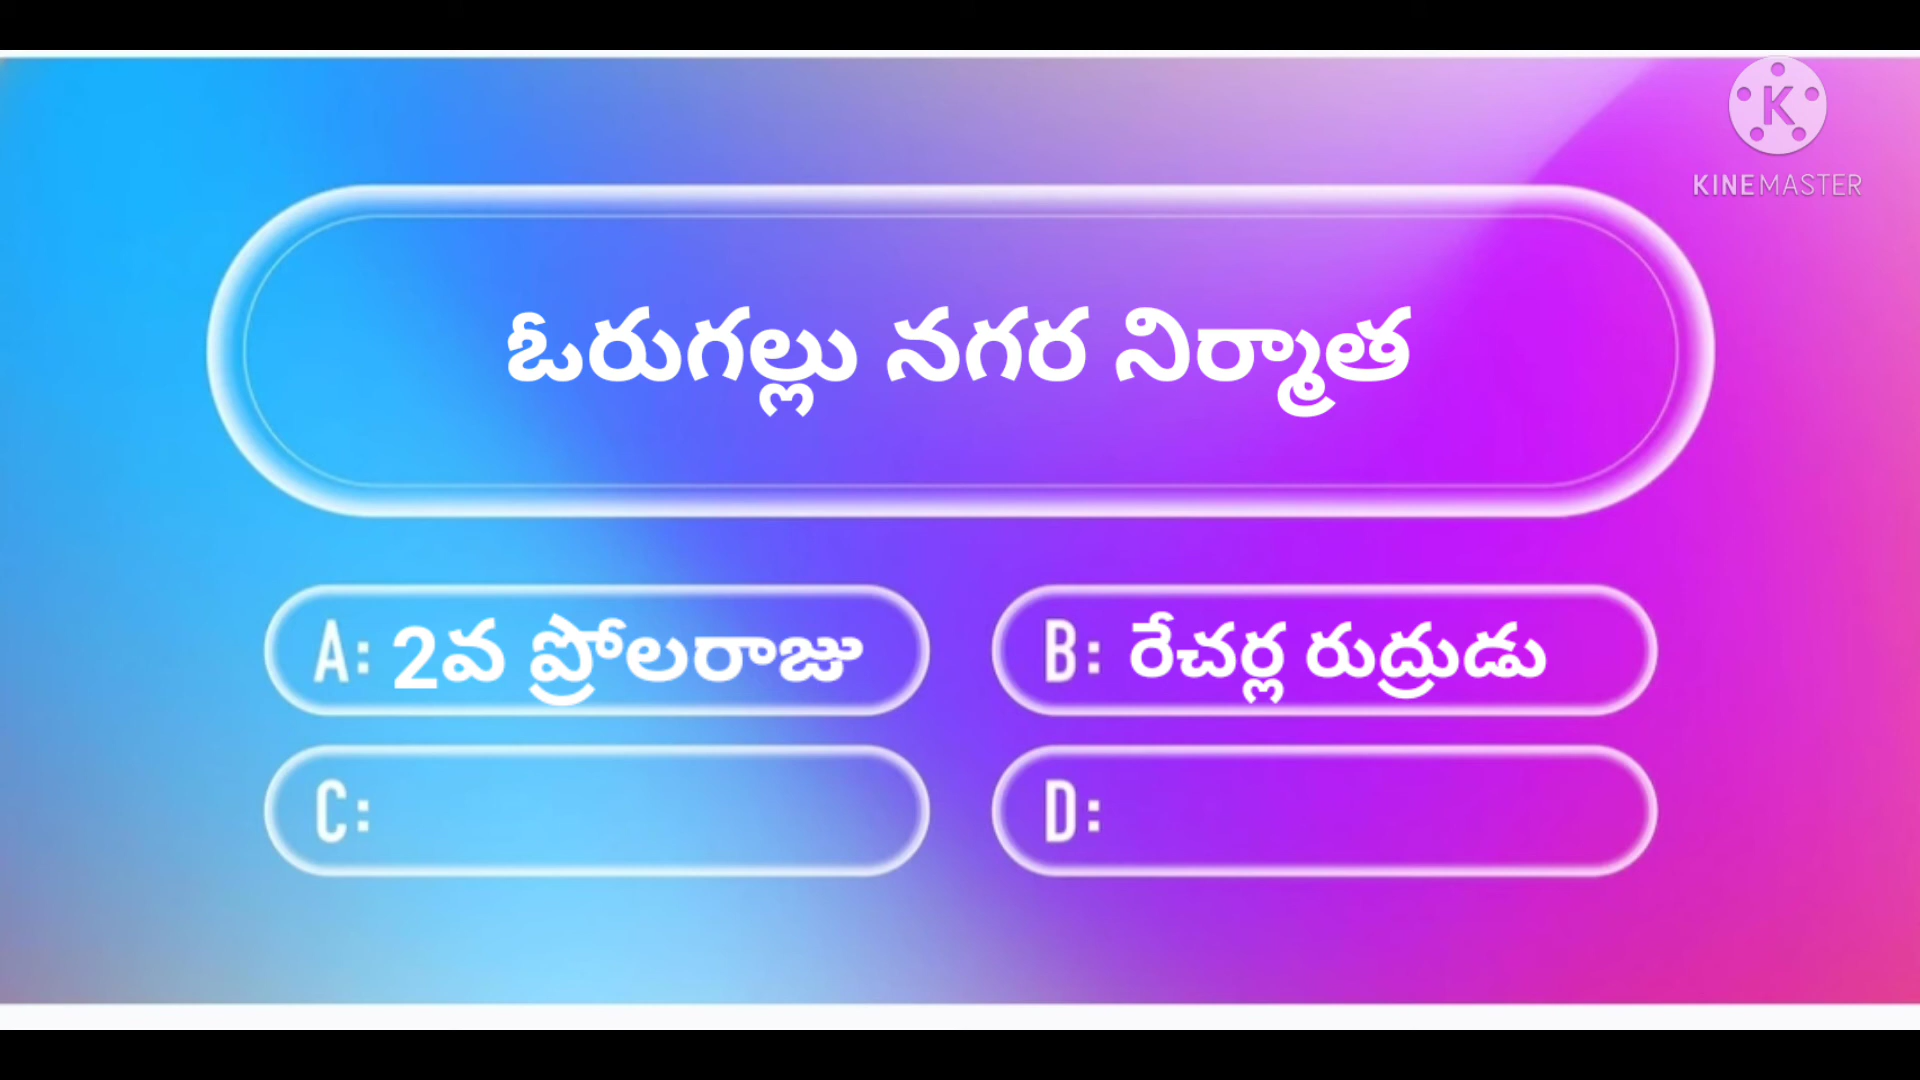 KINEMASTER
ఓరుగల్లు నగర నిర్మాత
A: 2వ ప్రోలరాజు
B: రేచర్ల రుద్రుడు
C:
D: